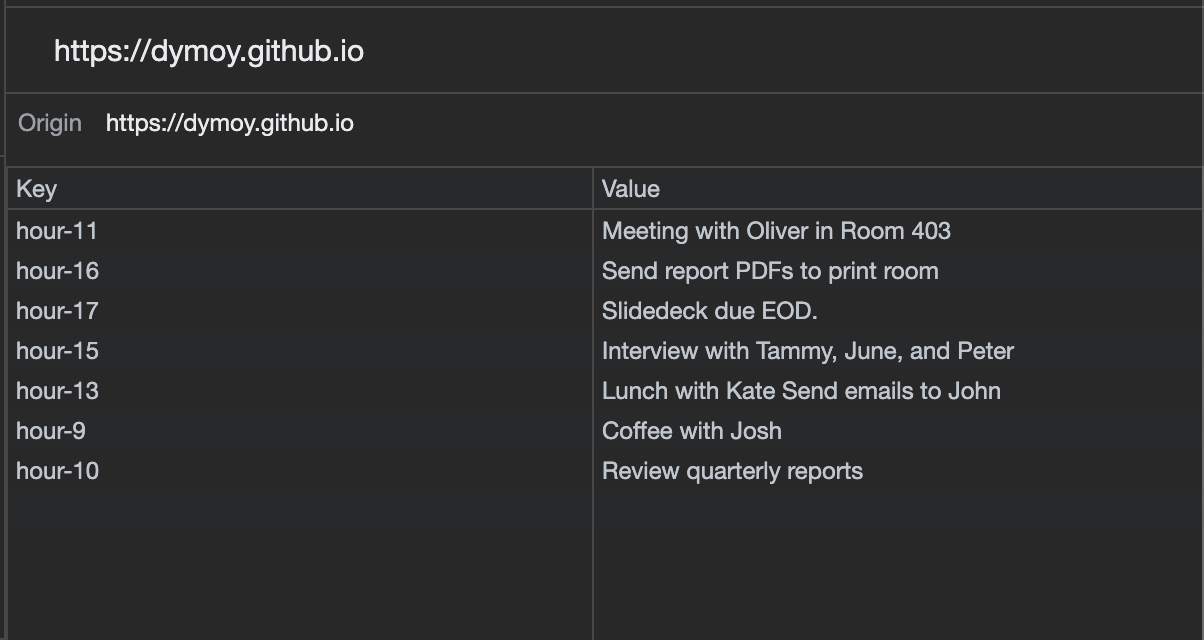 https://dymoy.github.io
Origin https://dymoy.github.io
Key Value
hour-11 Meeting with Oliver in Room 403
hour-16 Send report PDFs to print room
hour-17 Slidedeck due EOD.
hour-15 Interview with Tammy, June, and Peter
hour-13 Lunch with Kate Send emails to John
hour-9 Coffee with Josh
hour-10 Review quarterly reports